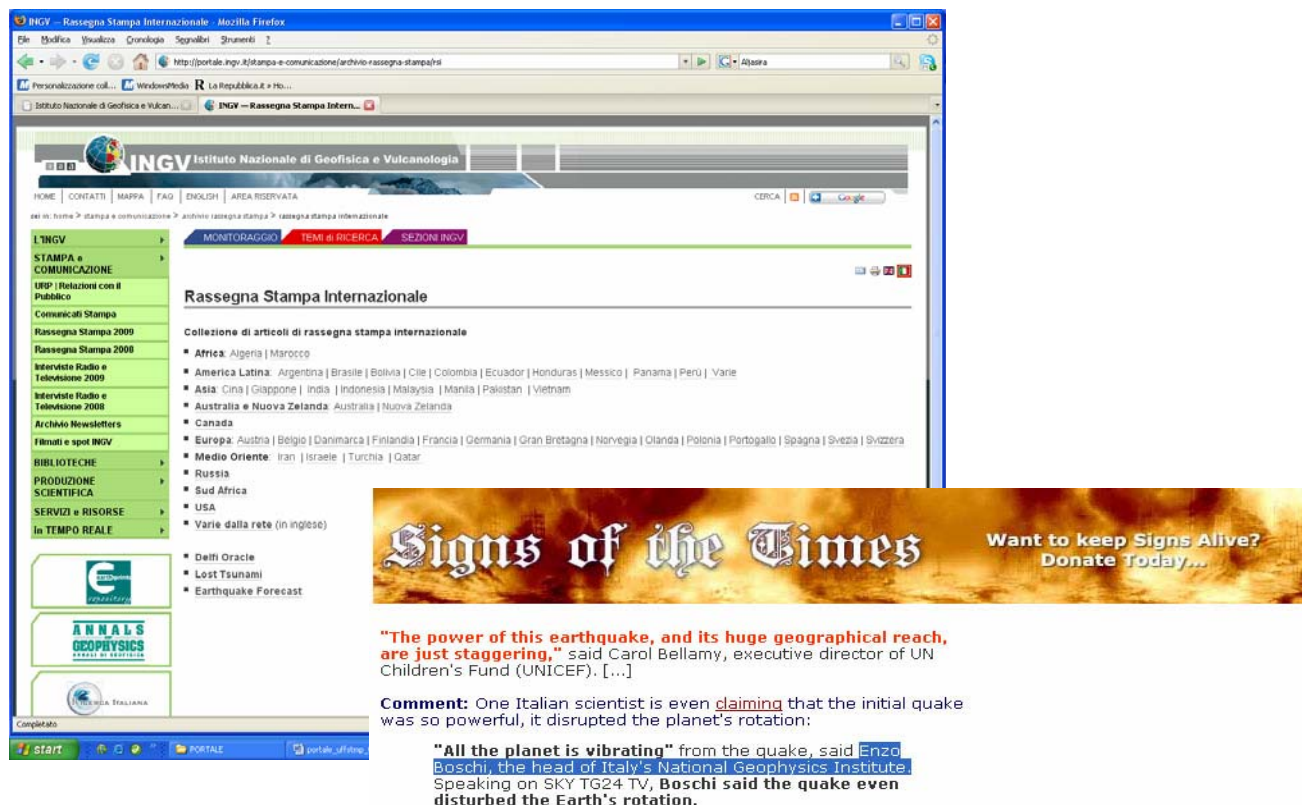 INGV — Rassegna Stampa Internazionale - Mozilla Firefox
File Modifica Visualizza Cronologia Segnalibri Strumenti ?
http://portale.ingv.it/stampa-e-comunicazione/archivio-rassegna-stampa/rsi
Personalizzazione coll... WindowsMedia La Repubblica.it » Ho...
Istituto Nazionale di Geofisica e Vulcan... INGV — Rassegna Stampa Intern...
INGV Istituto Nazionale di Geofisica e Vulcanologia
HOME | CONTATTI | MAPPA | FAQ | ENGLISH | AREA RISERVATA
CERCA Google
sei in: home > stampa e comunicazione > archivio rassegna stampa > rassegna stampa internazionale
MONITORAGGIO TEMI di RICERCA SEZIONI INGV
L'INGV
STAMPA e
COMUNICAZIONE
URP | Relazioni con il
Pubblico
Comunicati Stampa
Rassegna Stampa 2009
Rassegna Stampa 2008
Interviste Radio e
Televisione 2009
Interviste Radio e
Televisione 2008
Archivio Newsletters
Filmati e spot INGV
BIBLIOTECHE
PRODUZIONE
SCIENTIFICA
SERVIZI e RISORSE
In TEMPO REALE
earthprints
repository
ANNALS
OF
GEOPHYSICS
Ricerca Italiana
Rassegna Stampa Internazionale
Collezione di articoli di rassegna stampa internazionale
Africa: Algeria | Marocco
America Latina: Argentina | Brasile | Bolivia | Cile | Colombia | Ecuador | Honduras | Messico | Panama | Perù | Varie
Asia: Cina | Giappone | India | Indonesia | Malaysia | Manila | Pakistan | Vietnam
Australia e Nuova Zelanda: Australia | Nuova Zelanda
Canada
Europa: Austria | Belgio | Danimarca | Finlandia | Francia | Germania | Gran Bretagna | Norvegia | Olanda | Polonia | Portogallo | Spagna | Svezia | Svizzera
Medio Oriente: Iran | Israele | Turchia | Qatar
Russia
Sud Africa
USA
Varie dalla rete (in inglese)
Delfi Oracle
Lost Tsunami
Earthquake Forecast
Completato
start PORTALE
Signs of the Times
Want to keep Signs Alive?
Donate Today...
"The power of this earthquake, and its huge geographical reach,
are just staggering," said Carol Bellamy, executive director of UN
Children's Fund (UNICEF). [...]
Comment: One Italian scientist is even claiming that the initial quake
was so powerful, it disrupted the planet's rotation:
"All the planet is vibrating" from the quake, said Enzo
Boschi, the head of Italy's National Geophysics Institute.
Speaking on SKY TG24 TV, Boschi said the quake even
disturbed the Earth's rotation.